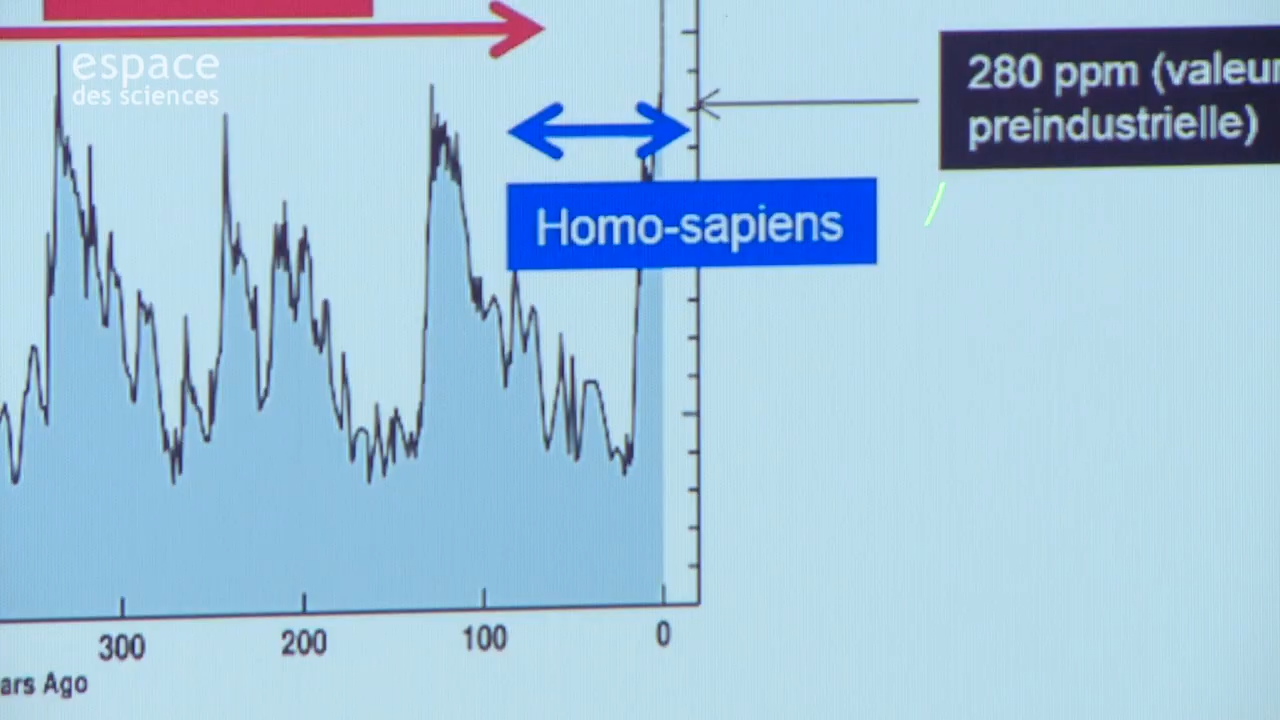 espace
des sciences
280 ppm (valeur
preindustrielle)
Homo-sapiens
300
200
100
0
ars Ago